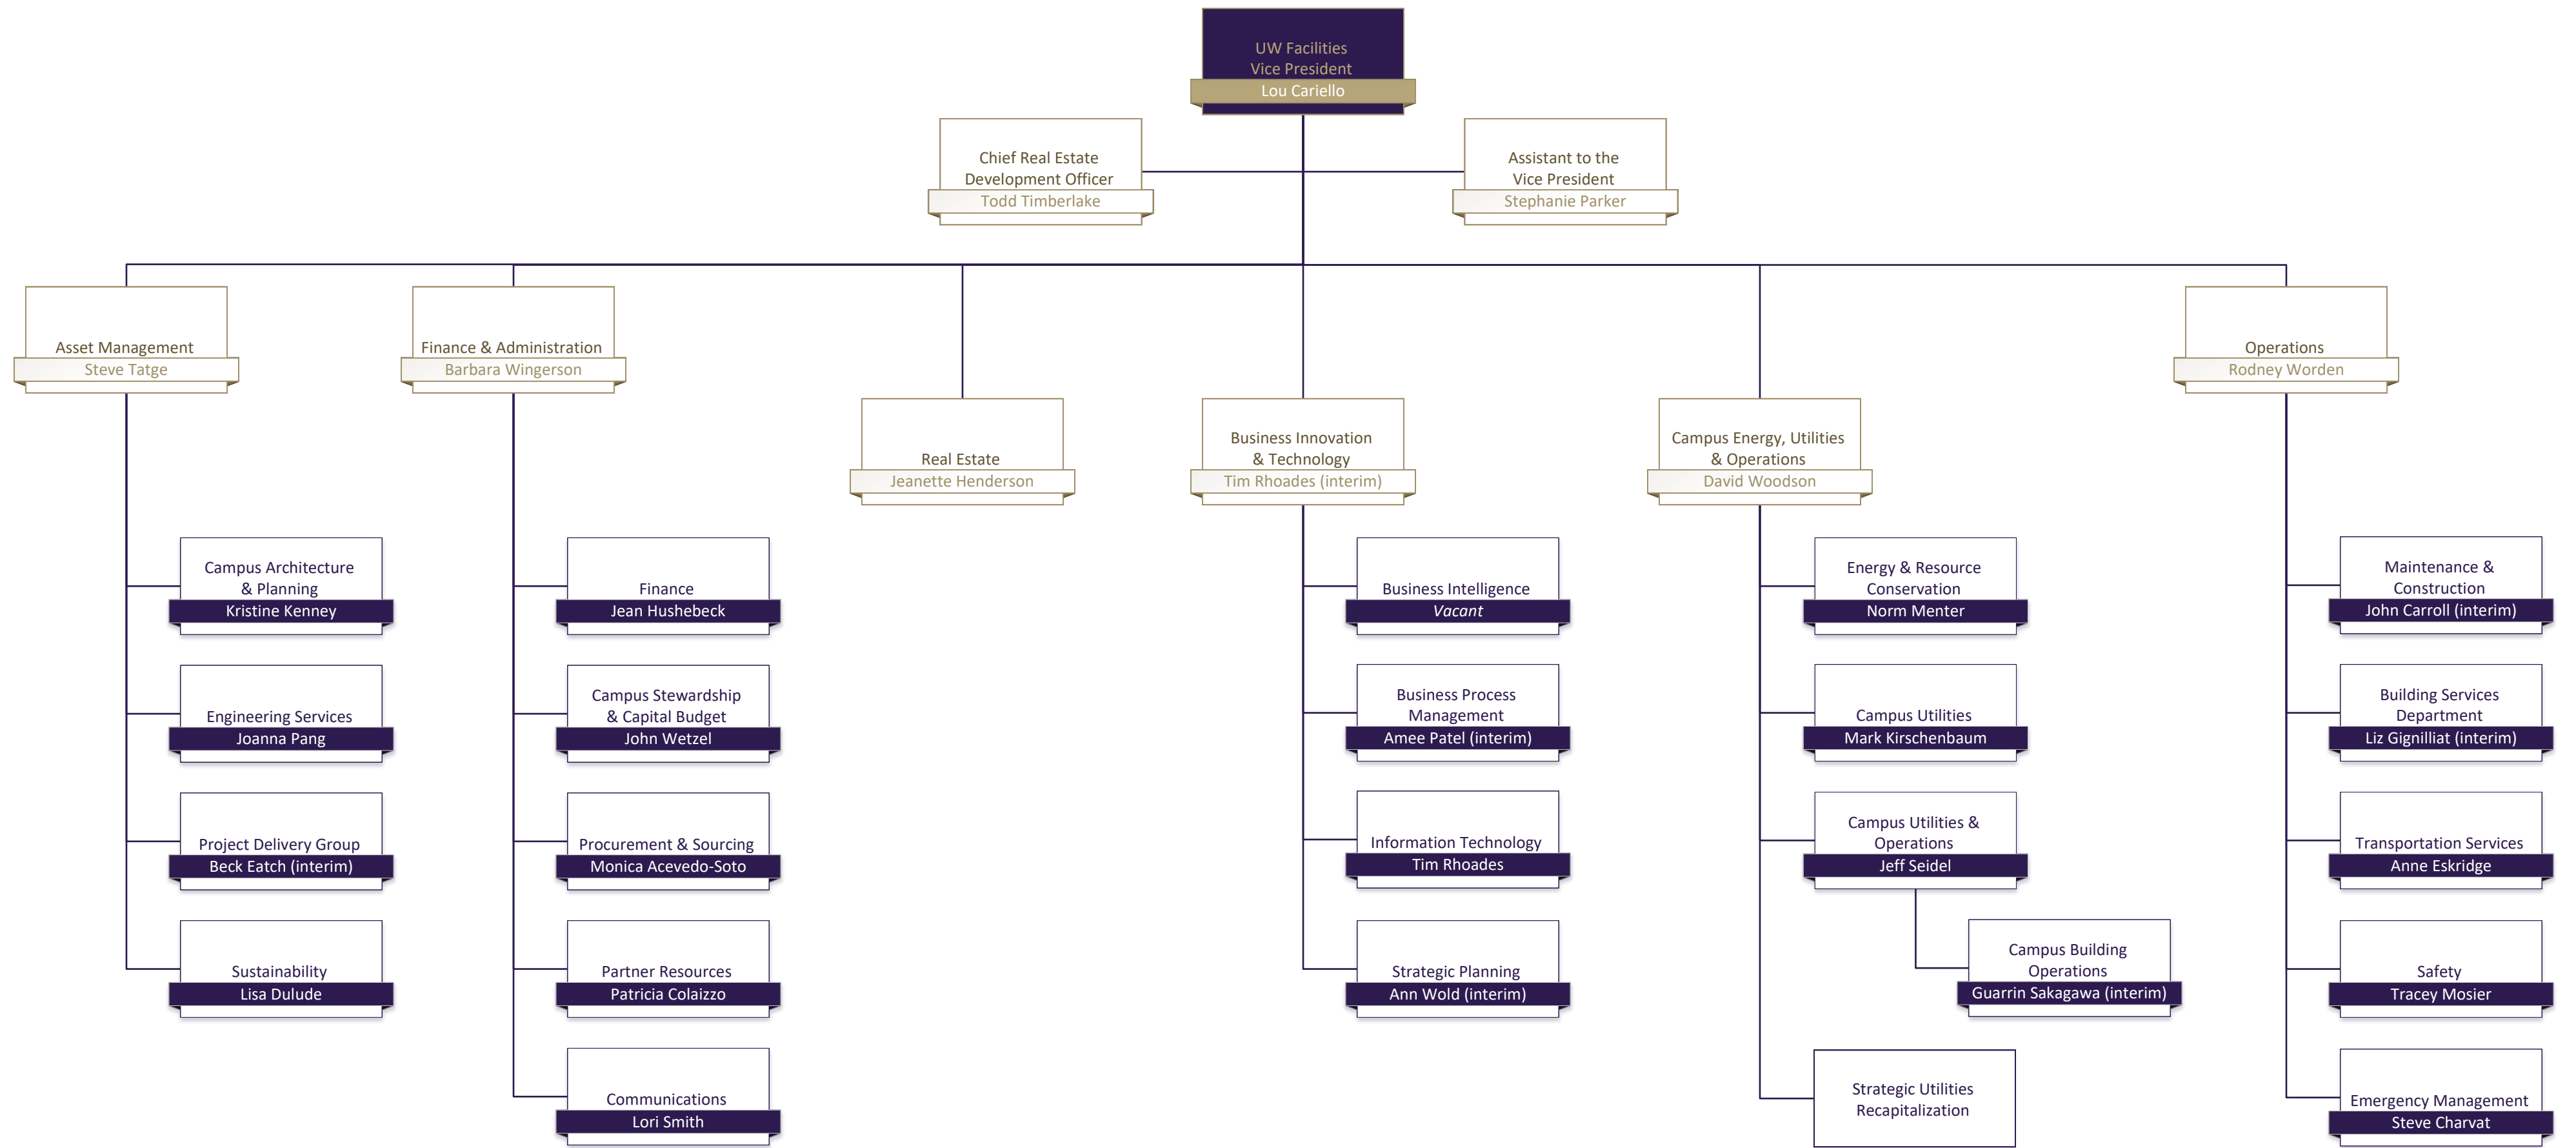 UW Facilities
Vice President
Lou Cariello
Chief Real Estate
Development Officer
Todd Timberlake
Assistant to the
Vice President
Stephanie Parker
Asset Management
Steve Tatge
Finance & Administration
Barbara Wingerson
Real Estate
Jeanette Henderson
Business Innovation
& Technology
Tim Rhoades (interim)
Campus Energy, Utilities
& Operations
David Woodson
Operations
Rodney Worden
Campus Architecture
& Planning
Kristine Kenney
Engineering Services
Joanna Pang
Project Delivery Group
Beck Eatch (interim)
Sustainability
Lisa Dulude
Finance
Jean Hushebeck
Campus Stewardship
& Capital Budget
John Wetzel
Procurement & Sourcing
Monica Acevedo-Soto
Partner Resources
Patricia Colaizzo
Communications
Lori Smith
Business Intelligence
Vacant
Business Process
Management
Amee Patel (interim)
Information Technology
Tim Rhoades
Strategic Planning
Ann Wold (interim)
Energy & Resource
Conservation
Norm Menter
Campus Utilities
Mark Kirschenbaum
Campus Utilities &
Operations
Jeff Seidel
Campus Building
Operations
Guarrin Sakagawa (interim)
Strategic Utilities
Recapitalization
Maintenance &
Construction
John Carroll (interim)
Building Services
Department
Liz Gignilliat (interim)
Transportation Services
Anne Eskridge
Safety
Tracey Mosier
Emergency Management
Steve Charvat